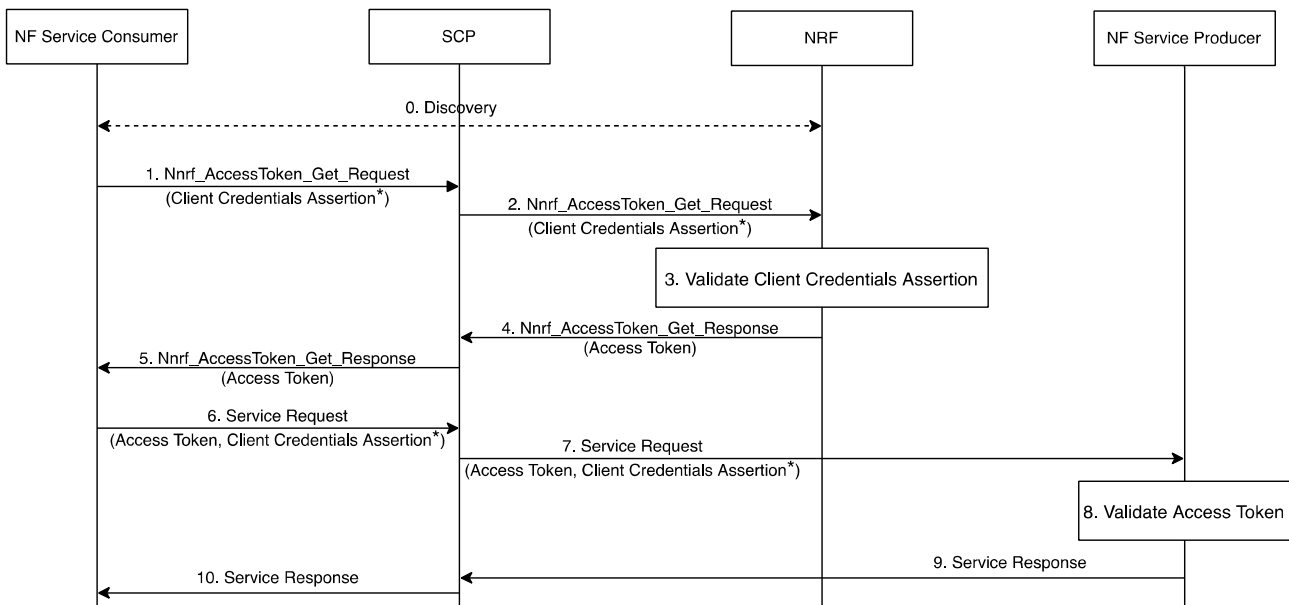 NF Service Consumer
SCP
NRF
NF Service Producer
0. Discovery
1. Nnrf_AccessToken_Get_Request
(Client Credentials Assertion*)
2. Nnrf_AccessToken_Get_Request
(Client Credentials Assertion*)
3. Validate Client Credentials Assertion
4. Nnrf_AccessToken_Get_Response
(Access Token)
5. Nnrf_AccessToken_Get_Response
(Access Token)
6. Service Request
(Access Token, Client Credentials Assertion*)
7. Service Request
(Access Token, Client Credentials Assertion*)
8. Validate Access Token
9. Service Response
10. Service Response